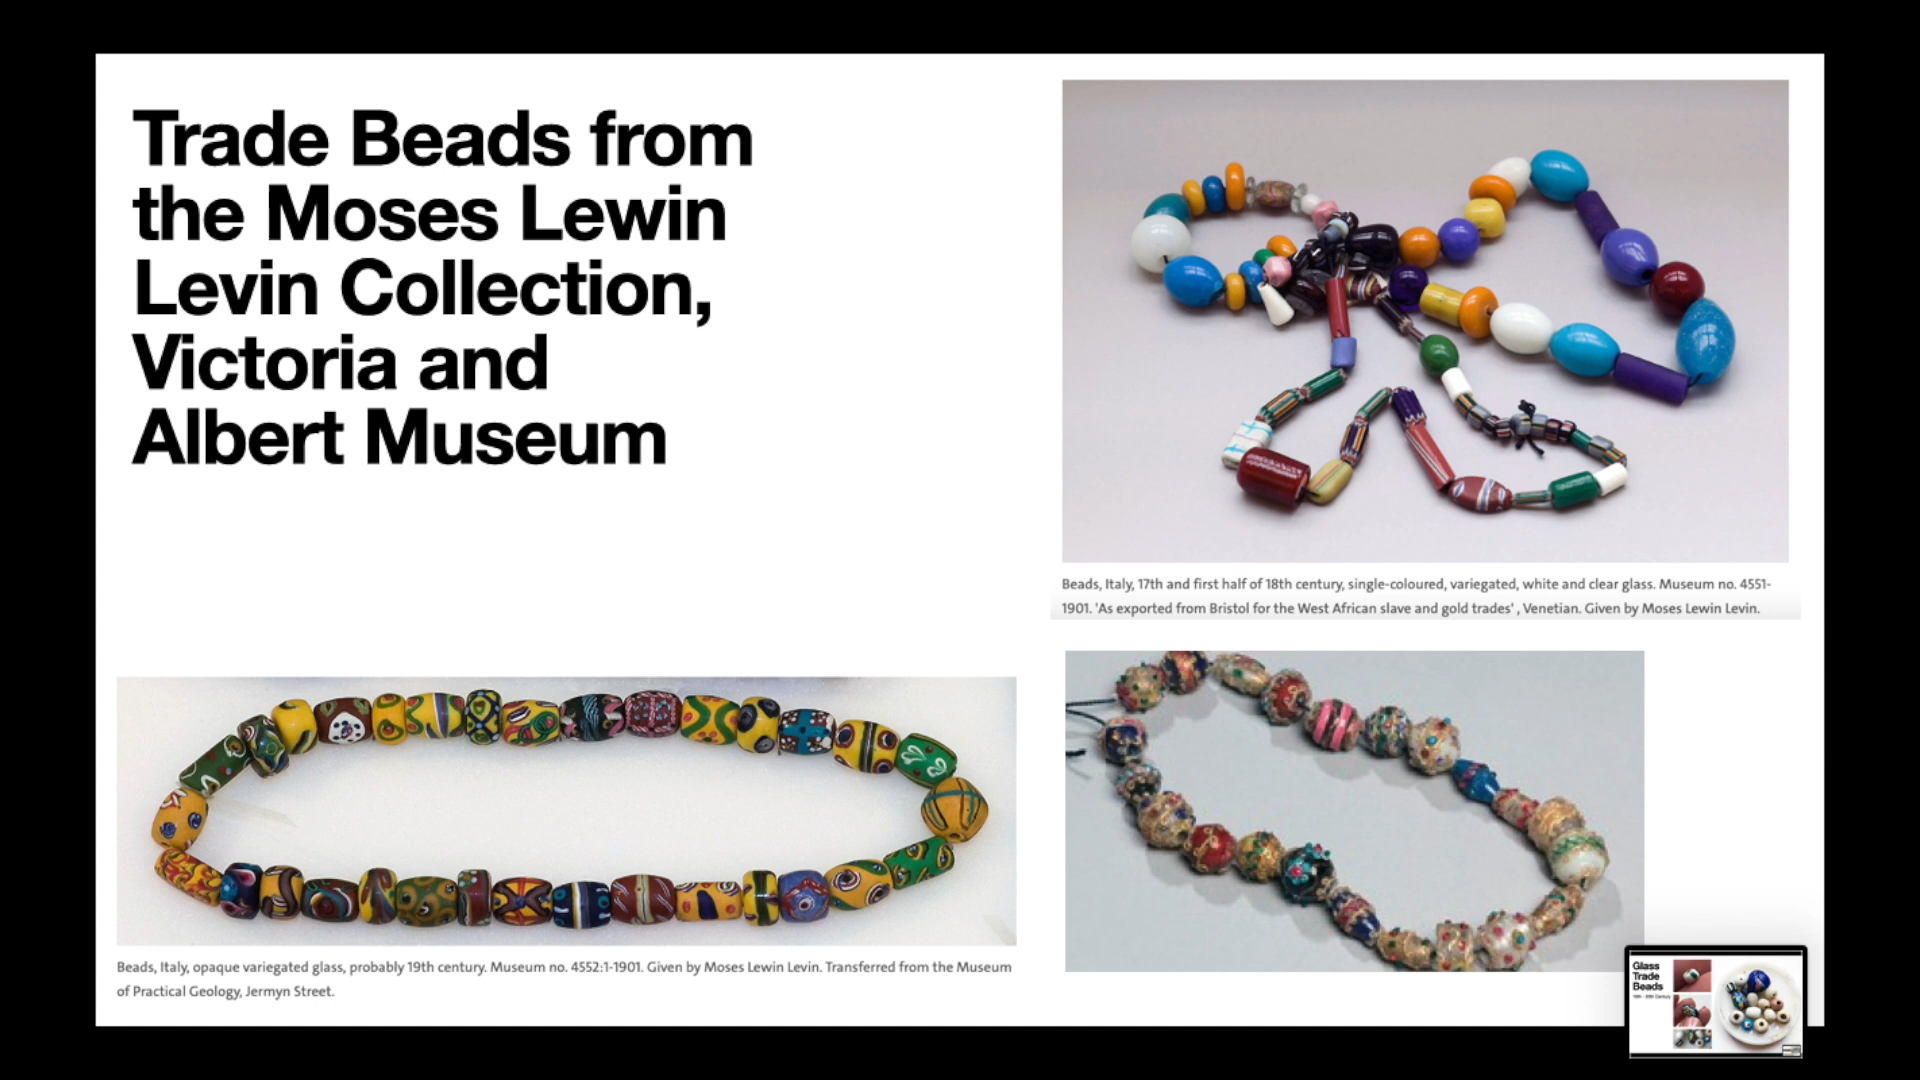 Trade Beads from
the Moses Lewin
Levin Collection,
Victoria and
Albert Museum
Beads, Italy, 17th and first half of 18th century, single-coloured, variegated, white and clear glass. Museum no. 4551-
1901. 'As exported from Bristol for the West African slave and gold trades' , Venetian. Given by Moses Lewin Levin.
Beads, Italy, opaque variegated glass, probably 19th century. Museum no. 4552:1-1901. Given by Moses Lewin Levin. Transferred from the Museum
of Practical Geology, Jermyn Street.
Glass
Trade
Beads